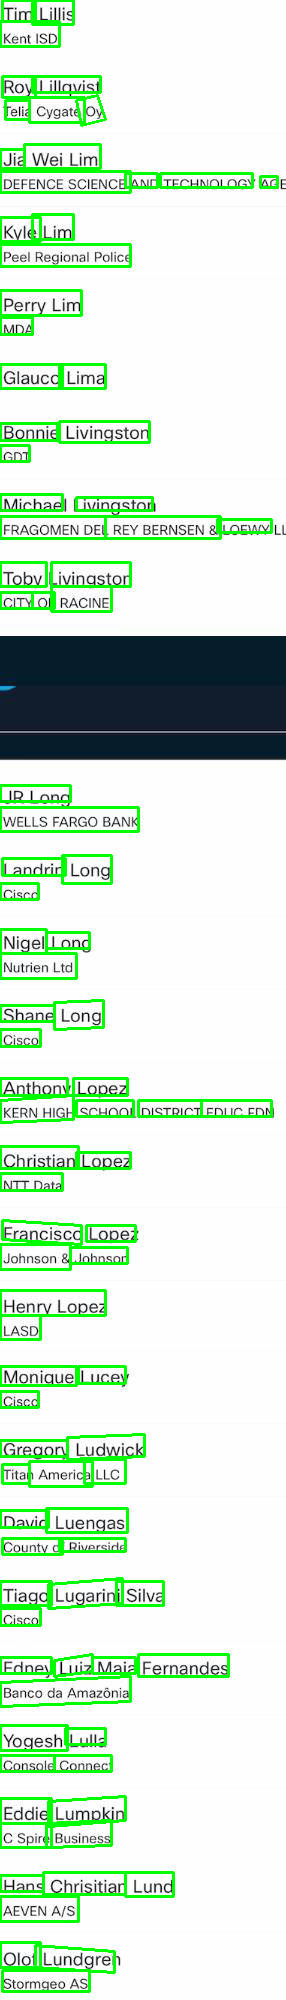 Tim Lillis
Kent ISD
Roy Lillqvist
Telia Cygate Oy
Jia Wei Lim
DEFENCE SCIENCE AND TECHNOLOGY
Kyle Lim
Peel Regional Police
Perry Lim
MDA
Glauco Lima
Bonnie Livingston
GDT
Michael Livingston
FRAGOMEN DEL REY BERNSEN & LOEWY
Toby Livingston
CITY OF RACINE
JR Long
WELLS FARGO BANK
Landrin Long
Cisco
Nigel Long
Nutrien Ltd
Shane Long
Cisco
Anthony Lopez
KERN HIGH SCHOOL DISTRICT EDUC FDN
Christian Lopez
NTT Data
Francisco Lopez
Johnson & Johnson
Henry Lopez
LASD
Monique Lucey
Cisco
Gregory Ludwick
Titan America LLC
David Luengas
County of Riverside
Tiago Lugarini Silva
Cisco
Edney Luiz Maia Fernandes
Banco da Amazônia
Yogesh Lulla
Console Connect
Eddie Lumpkin
C Spire Business
Hans Chrisitian Lund
AEVEN A/S
Olof Lundgren
Stormgeo AS